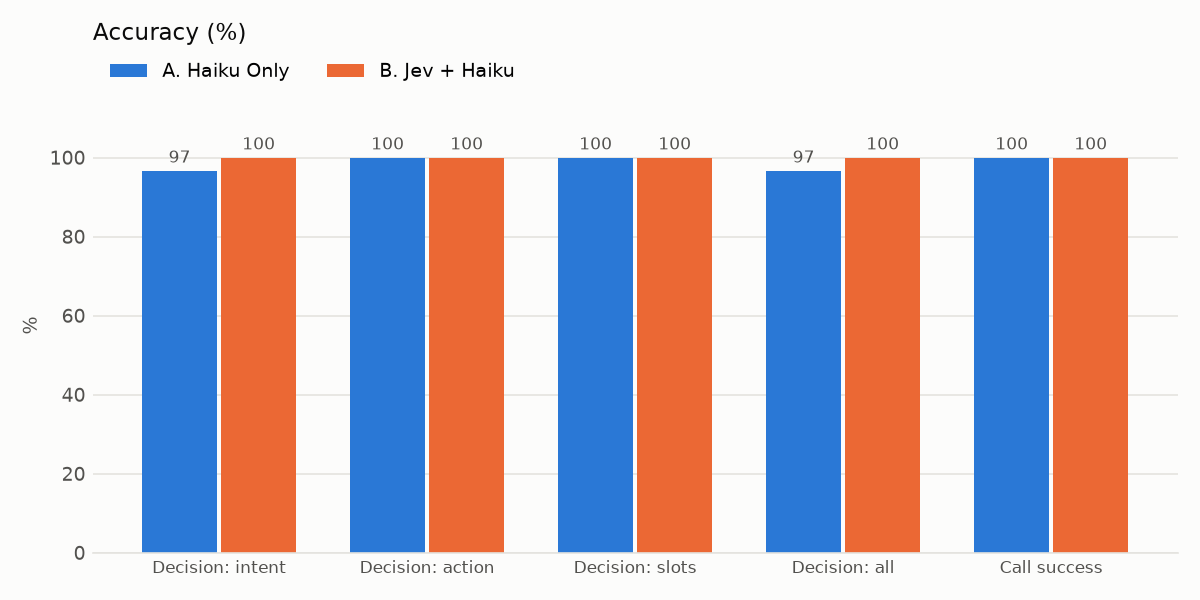 Accuracy (%)
A. Haiku Only B. Jev + Haiku
97 100 100 100 100 100 97 100 100 100
100
80
60
40
20
0
%
Decision: intent Decision: action Decision: slots Decision: all Call success